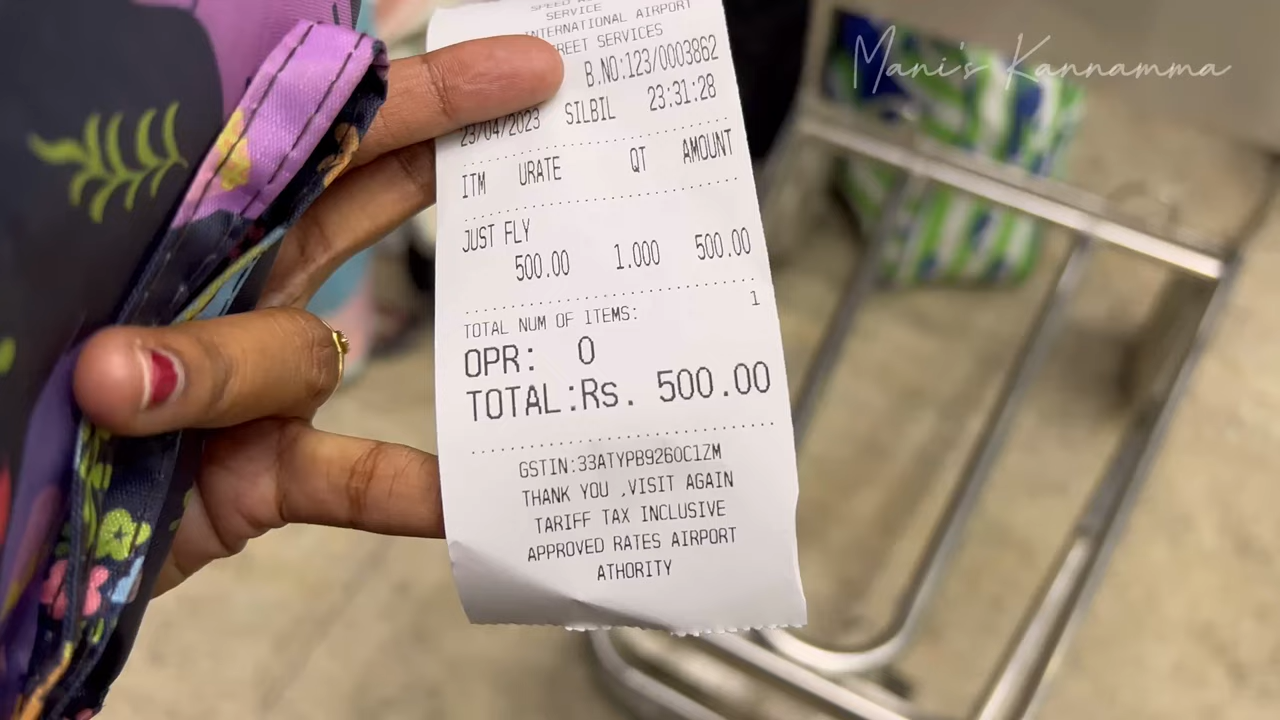 SERVICE
INTERNATIONAL AIRPORT
REET SERVICES
B.NO:123/0003862
23/04/2023 SILBIL 23:31:28
ITM URATE QT AMOUNT
JUST FLY
500.00 1.000 500.00
TOTAL NUM OF ITEMS: 1
OPR: 0
TOTAL:Rs. 500.00
GSTIN:33ATYPB9260C1ZM
THANK YOU ,VISIT AGAIN
TARIFF TAX INCLUSIVE
APPROVED RATES AIRPORT
ATHORITY
Mani's Kannamma